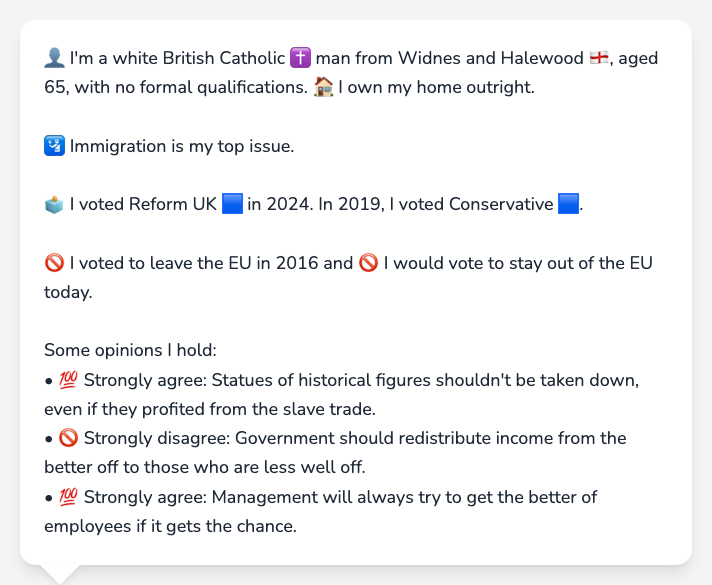 👤 I'm a white British Catholic ✝️ man from Widnes and Halewood 🏴󠁧󠁢󠁥󠁮󠁧󠁿, aged
65, with no formal qualifications. 🏠 I own my home outright.
🛂 Immigration is my top issue.
🗳️ I voted Reform UK 🟦 in 2024. In 2019, I voted Conservative 🟦.
🚫 I voted to leave the EU in 2016 and 🚫 I would vote to stay out of the EU
today.
Some opinions I hold:
• 💯 Strongly agree: Statues of historical figures shouldn't be taken down,
even if they profited from the slave trade.
• 🚫 Strongly disagree: Government should redistribute income from the
better off to those who are less well off.
• 💯 Strongly agree: Management will always try to get the better of
employees if it gets the chance.